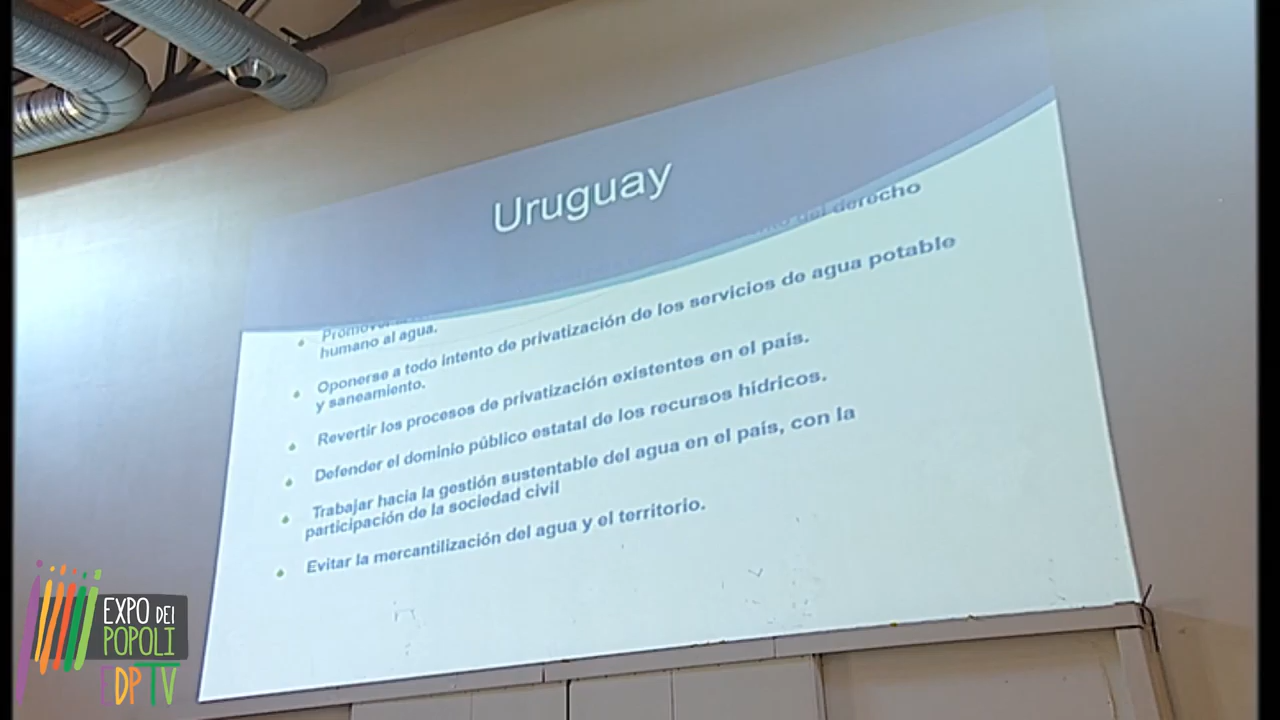 Uruguay
derecho
humano al agua.
Oponerse a todo intento de privatización de los servicios de agua potable
y saneamiento.
Revertir los procesos de privatización existentes en el país.
Defender el dominio público estatal de los recursos hídricos.
Trabajar hacia la gestión sustentable del agua en el país, con la
participación de la sociedad civil
Evitar la mercantilización del agua y el territorio.
EXPO DEI
POPOLI
EDPTV